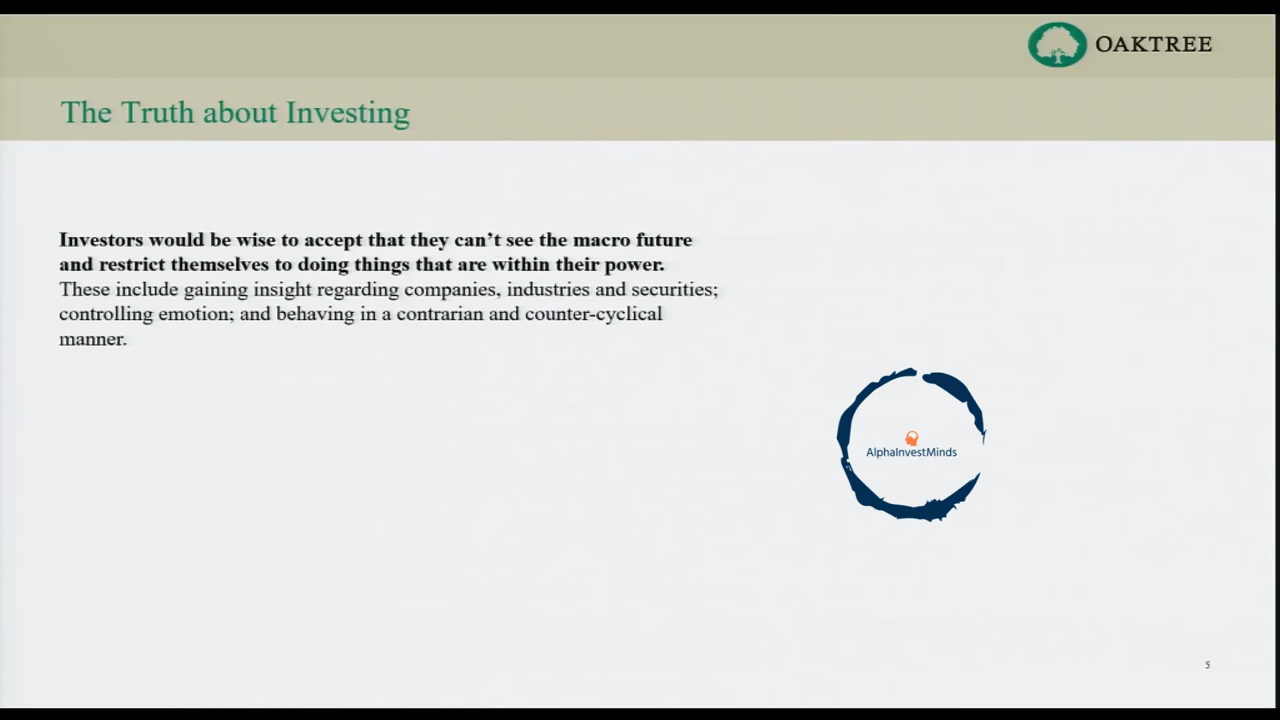 OAKTREE
The Truth about Investing
Investors would be wise to accept that they can't see the macro future
and restrict themselves to doing things that are within their power.
These include gaining insight regarding companies, industries and securities;
controlling emotion; and behaving in a contrarian and counter-cyclical
manner.
AlphaInvestMinds
5